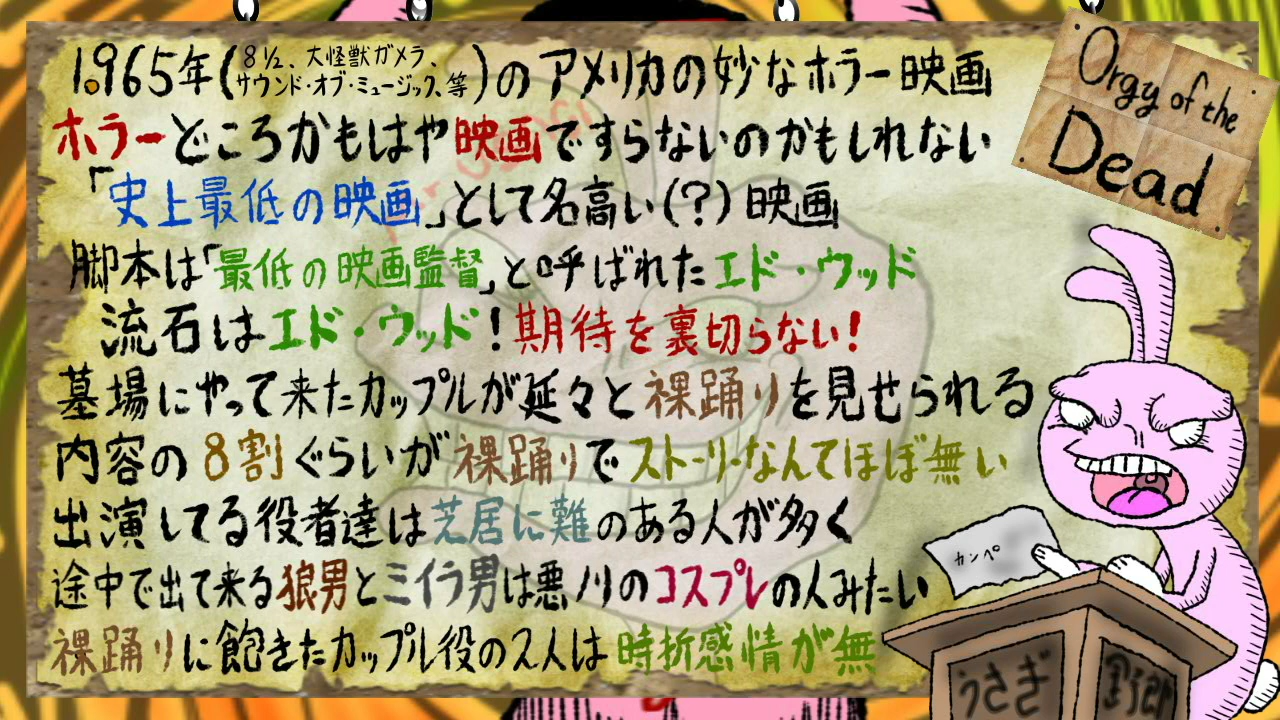 1965年(8½、大怪獣ガメラ、サウンド・オブ・ミュージック、等)のアメリカの妙なホラー映画
ホラーどころかもはや映画ですらないのかもしれない
「史上最低の映画」として名高い(?)映画
脚本は「最低の映画監督」と呼ばれたエド・ウッド
流石はエド・ウッド!期待を裏切らない!
墓場にやって来たカップルが延々と裸踊りを見せられる
内容の8割ぐらいが裸踊りでストーリーなんてほぼ無い
出演してる役者達は芝居に難のある人が多く
途中で出て来る狼男とミイラ男は悪ノリのコスプレの人みたい
裸踊りに飽きたカップル役の2人は時折感情が無
Orgy of the
Dead
カンペ
うさぎ